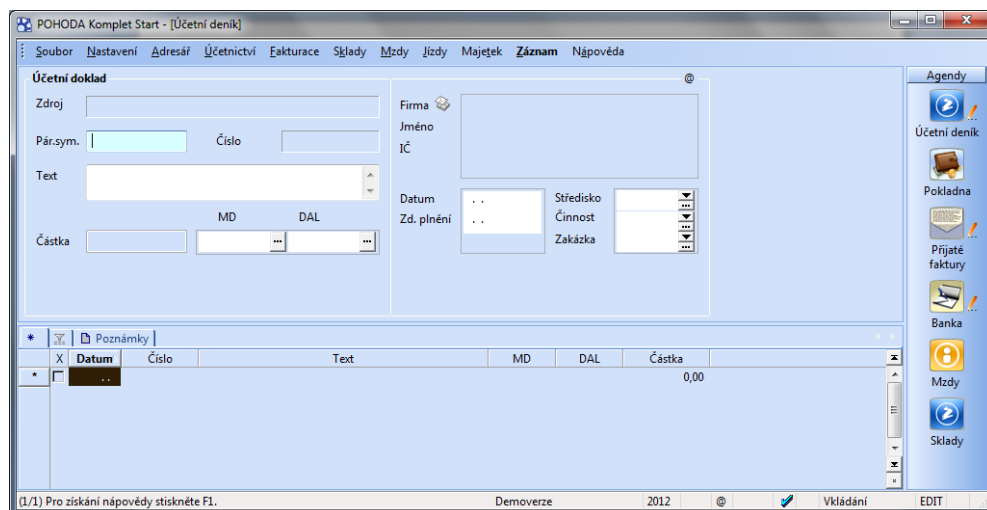 POHODA Komplet Start - [Účetní deník]
Soubor Nastavení Adresář Účetnictví Fakturace Sklady Mzdy Jízdy Majetek Záznam Nápověda
Účetní doklad
@
Agendy
Zdroj
Firma
Jméno
IČ
Účetní deník
Pár.sym.
Číslo
Text
Pokladna
Datum . .
Středisko
MD DAL
Zd. plnění . .
Činnost
Částka
Zakázka
Přijaté
faktury
Banka
* Poznámky
X Datum Číslo Text MD DAL Částka
* . . 0,00
Mzdy
Sklady
(1/1) Pro získání nápovědy stiskněte F1. Demoverze 2012 @ Vkládání EDIT